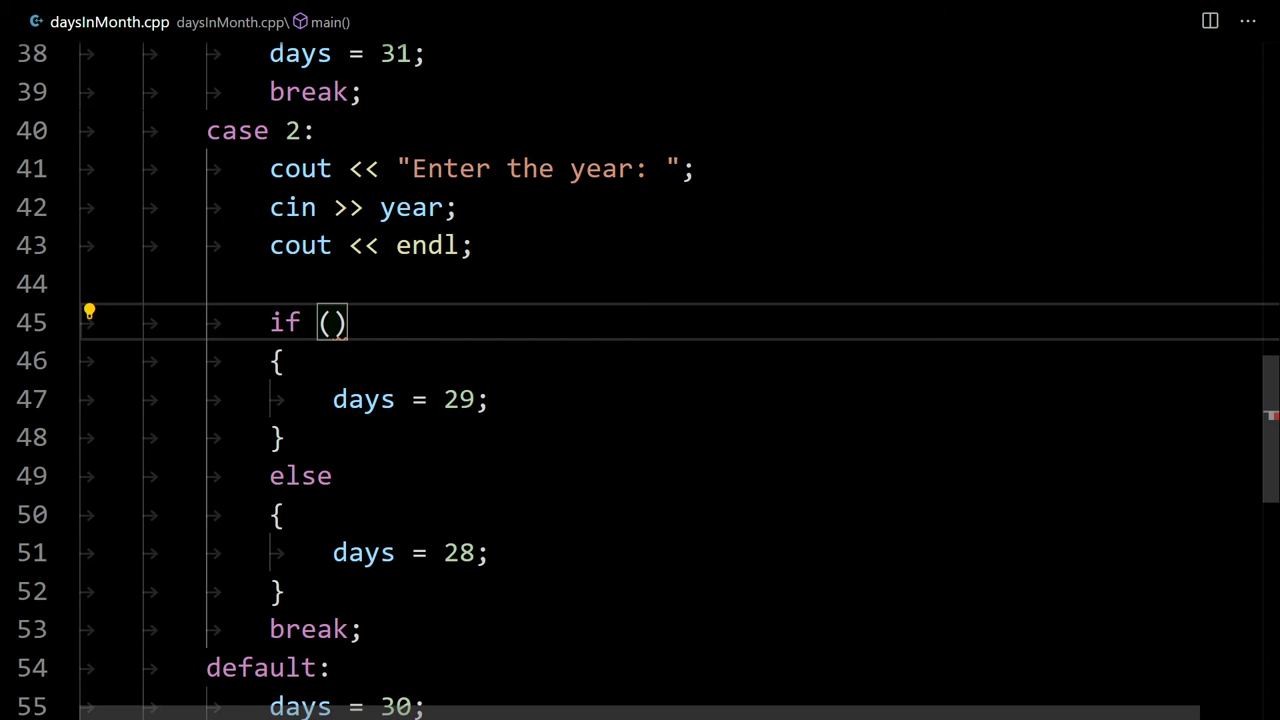 daysInMonth.cpp daysInMonth.cpp\ main()
38 days = 31;
39 break;
40 case 2:
41 cout << "Enter the year: ";
42 cin >> year;
43 cout << endl;
44
45 if ()
46 {
47 days = 29;
48 }
49 else
50 {
51 days = 28;
52 }
53 break;
54 default:
55 days = 30;